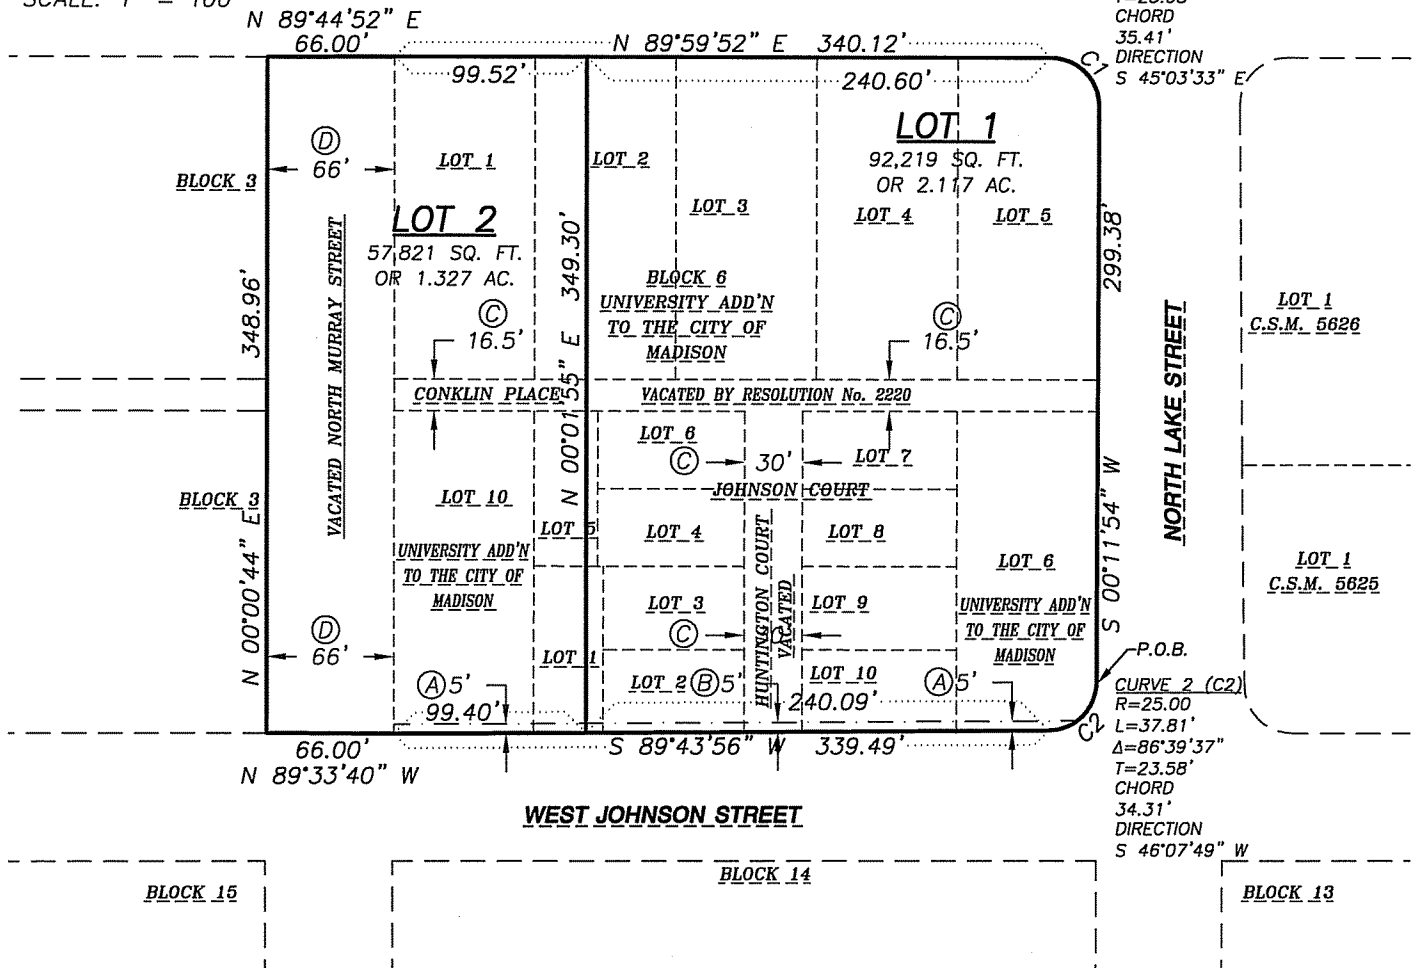 N 89°44'52" E
66.00'
N 89°59'52" E 340.12'
99.52'
240.60'
C1
CHORD
35.41'
DIRECTION
S 45°03'33" E
LOT 1
92,219 SQ. FT.
OR 2.117 AC.
D
66'
LOT 1
LOT 2
BLOCK 3
LOT 3
LOT 4
LOT 5
LOT 2
57,821 SQ. FT.
OR 1.327 AC.
VACATED NORTH MURRAY STREET
348.96'
N 00°00'44" E
N 00°01'55" E 349.30'
299.38'
S 00°11'54" W
NORTH LAKE STREET
BLOCK 6
UNIVERSITY ADD'N
TO THE CITY OF
MADISON
C
16.5'
C
16.5'
LOT 1
C.S.M. 5626
CONKLIN PLACE
VACATED BY RESOLUTION No. 2220
LOT 6
C
30'
LOT 7
JOHNSON COURT
BLOCK 3
LOT 10
LOT 5
LOT 4
LOT 8
HUNTINGTON COURT
VACATED
LOT 6
UNIVERSITY ADD'N
TO THE CITY OF
MADISON
LOT 3
LOT 9
UNIVERSITY ADD'N
TO THE CITY OF
MADISON
C
LOT 1
C.S.M. 5625
D
66'
LOT 1
LOT 2
B 5'
LOT 10
A 5'
A 5'
99.40'
240.09'
P.O.B.
CURVE 2 (C2)
R=25.00
L=37.81'
Δ=86°39'37"
T=23.58'
CHORD
34.31'
DIRECTION
S 46°07'49" W
C2
66.00'
N 89°33'40" W
S 89°43'56" W 339.49'
WEST JOHNSON STREET
BLOCK 15
BLOCK 14
BLOCK 13